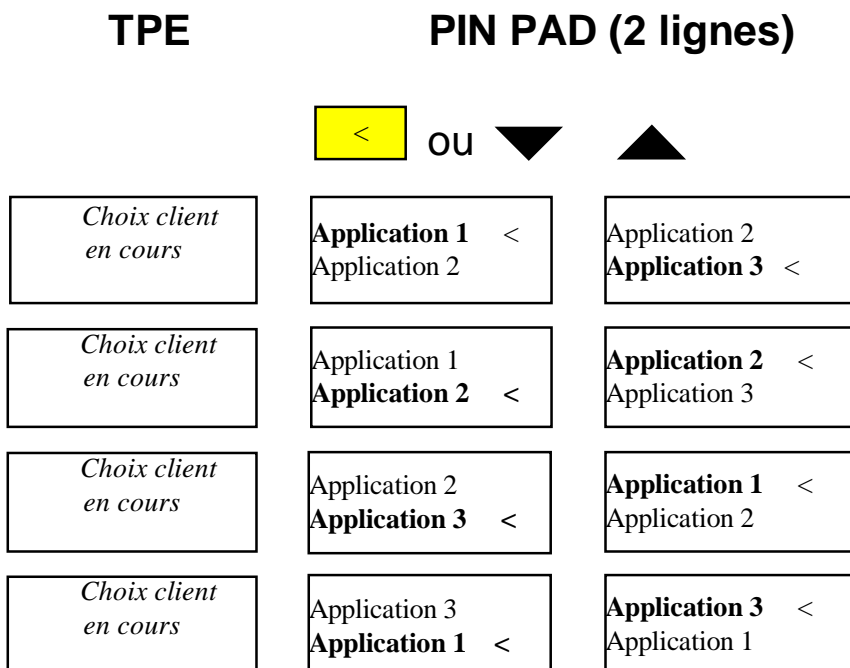 TPE PIN PAD (2 lignes)
< ou
Choix client
en cours
Application 1 <
Application 2
Application 2
Application 3 <
Choix client
en cours
Application 1
Application 2 <
Application 2 <
Application 3
Choix client
en cours
Application 2
Application 3 <
Application 1 <
Application 2
Choix client
en cours
Application 3
Application 1 <
Application 3 <
Application 1